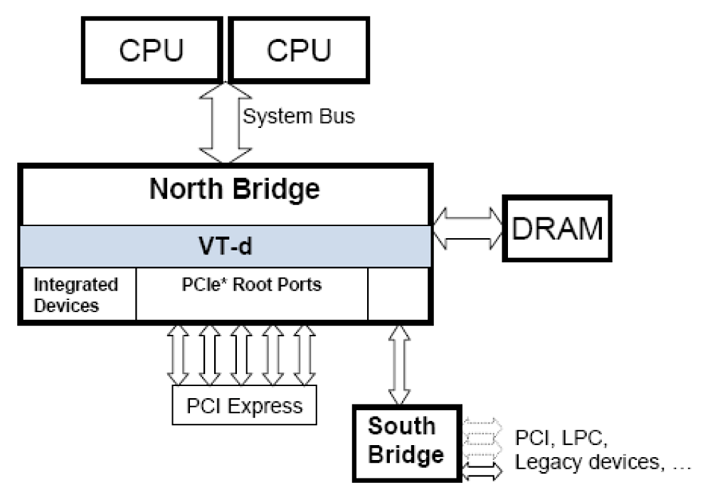 CPU CPU
System Bus
North Bridge
VT-d
DRAM
Integrated
Devices
PCIe* Root Ports
PCI Express
South
Bridge
PCI, LPC,
Legacy devices, ...